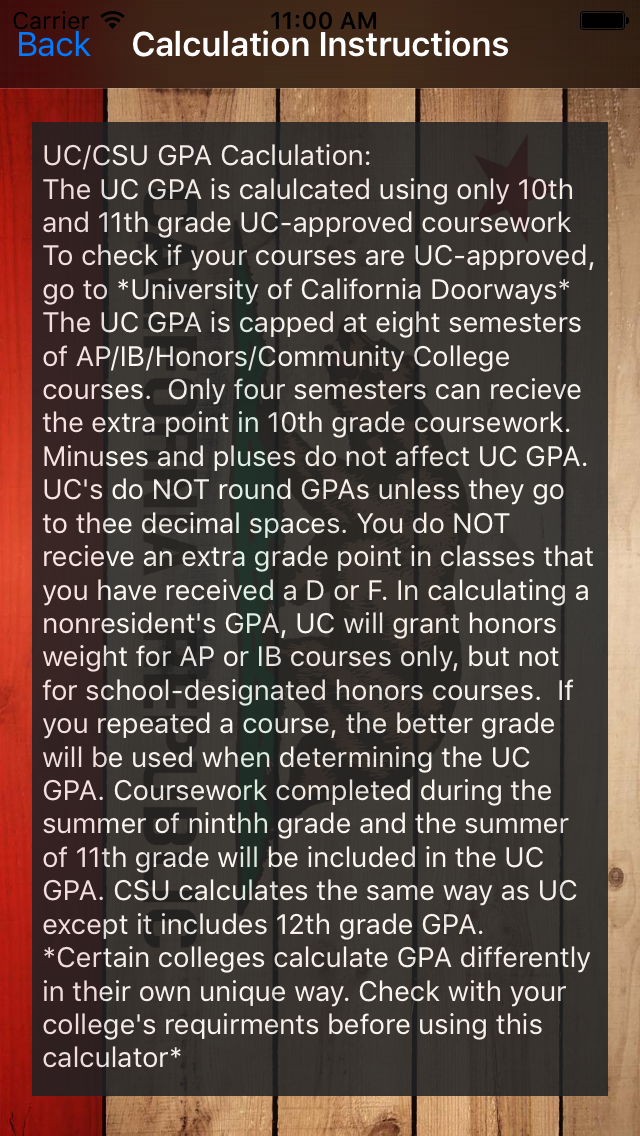 Carrier 11:00 AM
Back Calculation Instructions
UC/CSU GPA Caclulation:
The UC GPA is calulcated using only 10th
and 11th grade UC-approved coursework
To check if your courses are UC-approved,
go to *University of California Doorways*
The UC GPA is capped at eight semesters
of AP/IB/Honors/Community College
courses.  Only four semesters can recieve
the extra point in 10th grade coursework.
Minuses and pluses do not affect UC GPA.
UC's do NOT round GPAs unless they go
to thee decimal spaces. You do NOT
recieve an extra grade point in classes that
you have received a D or F. In calculating a
nonresident's GPA, UC will grant honors
weight for AP or IB courses only, but not
for school-designated honors courses.  If
you repeated a course, the better grade
will be used when determining the UC
GPA. Coursework completed during the
summer of ninthh grade and the summer
of 11th grade will be included in the UC
GPA. CSU calculates the same way as UC
except it includes 12th grade GPA.
*Certain colleges calculate GPA differently
in their own unique way. Check with your
college's requirments before using this
calculator*
CALIFORNIA REPUBLIC